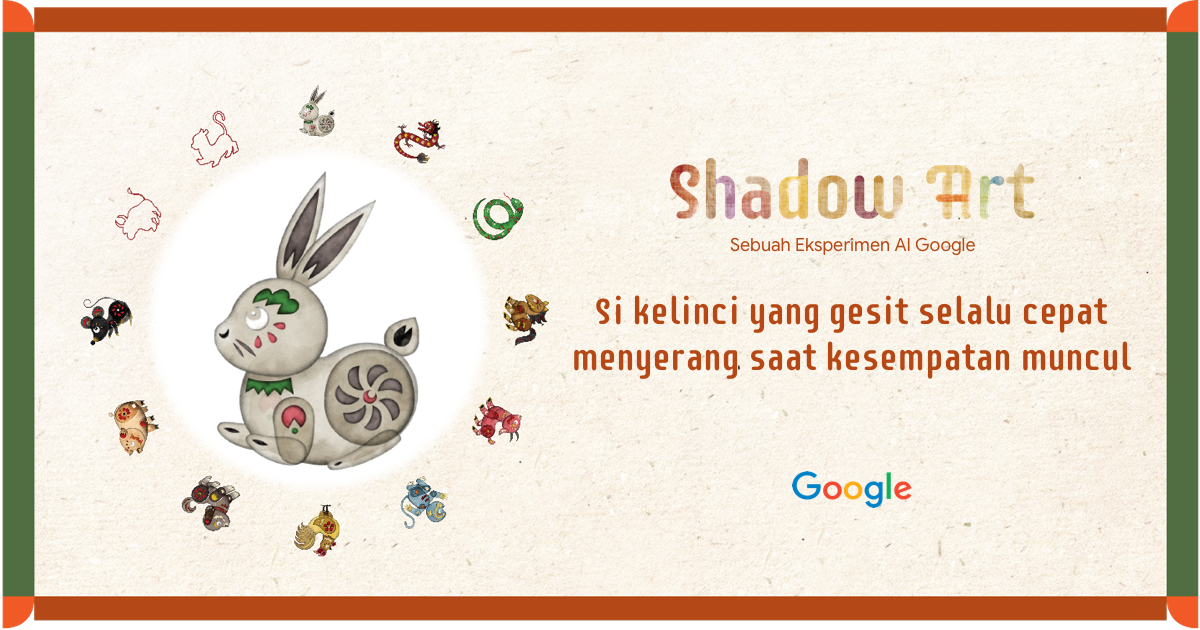 Shadow Art
Sebuah Eksperimen AI Google
Si kelinci yang gesit selalu cepat
menyerang saat kesempatan muncul
Google